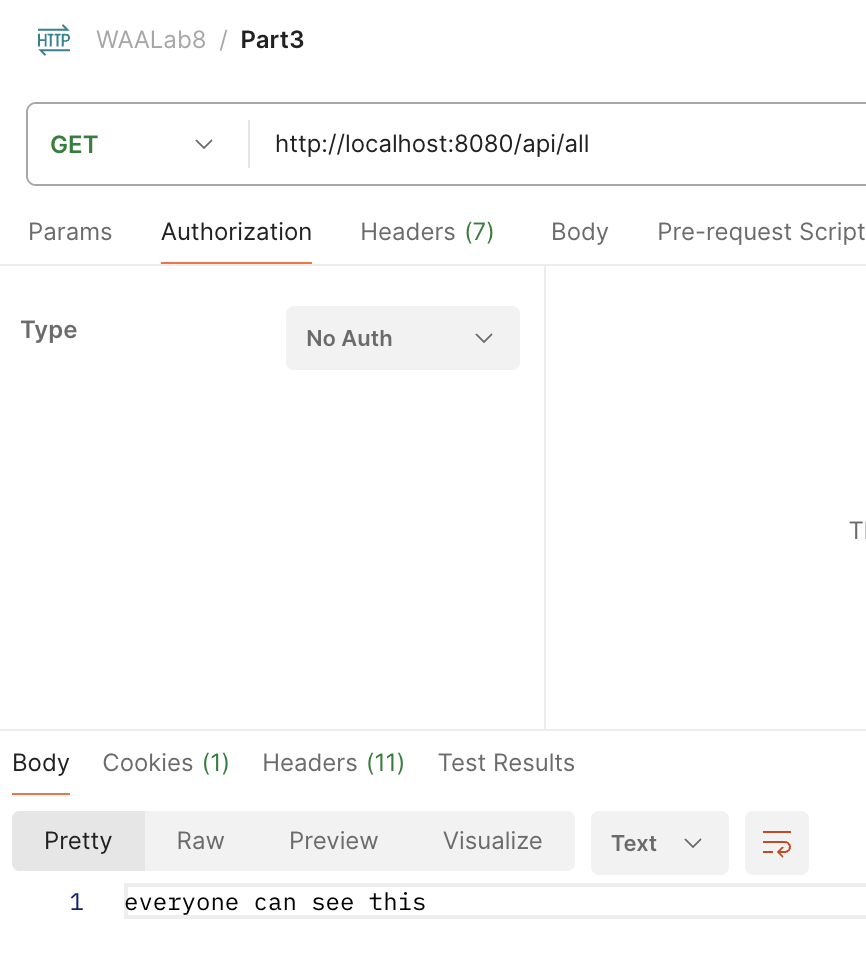 HTTP WAALab8 / Part3
GET http://localhost:8080/api/all
Params Authorization Headers (7) Body Pre-request Script
Type No Auth
Body Cookies (1) Headers (11) Test Results
Pretty Raw Preview Visualize Text
1 everyone can see this